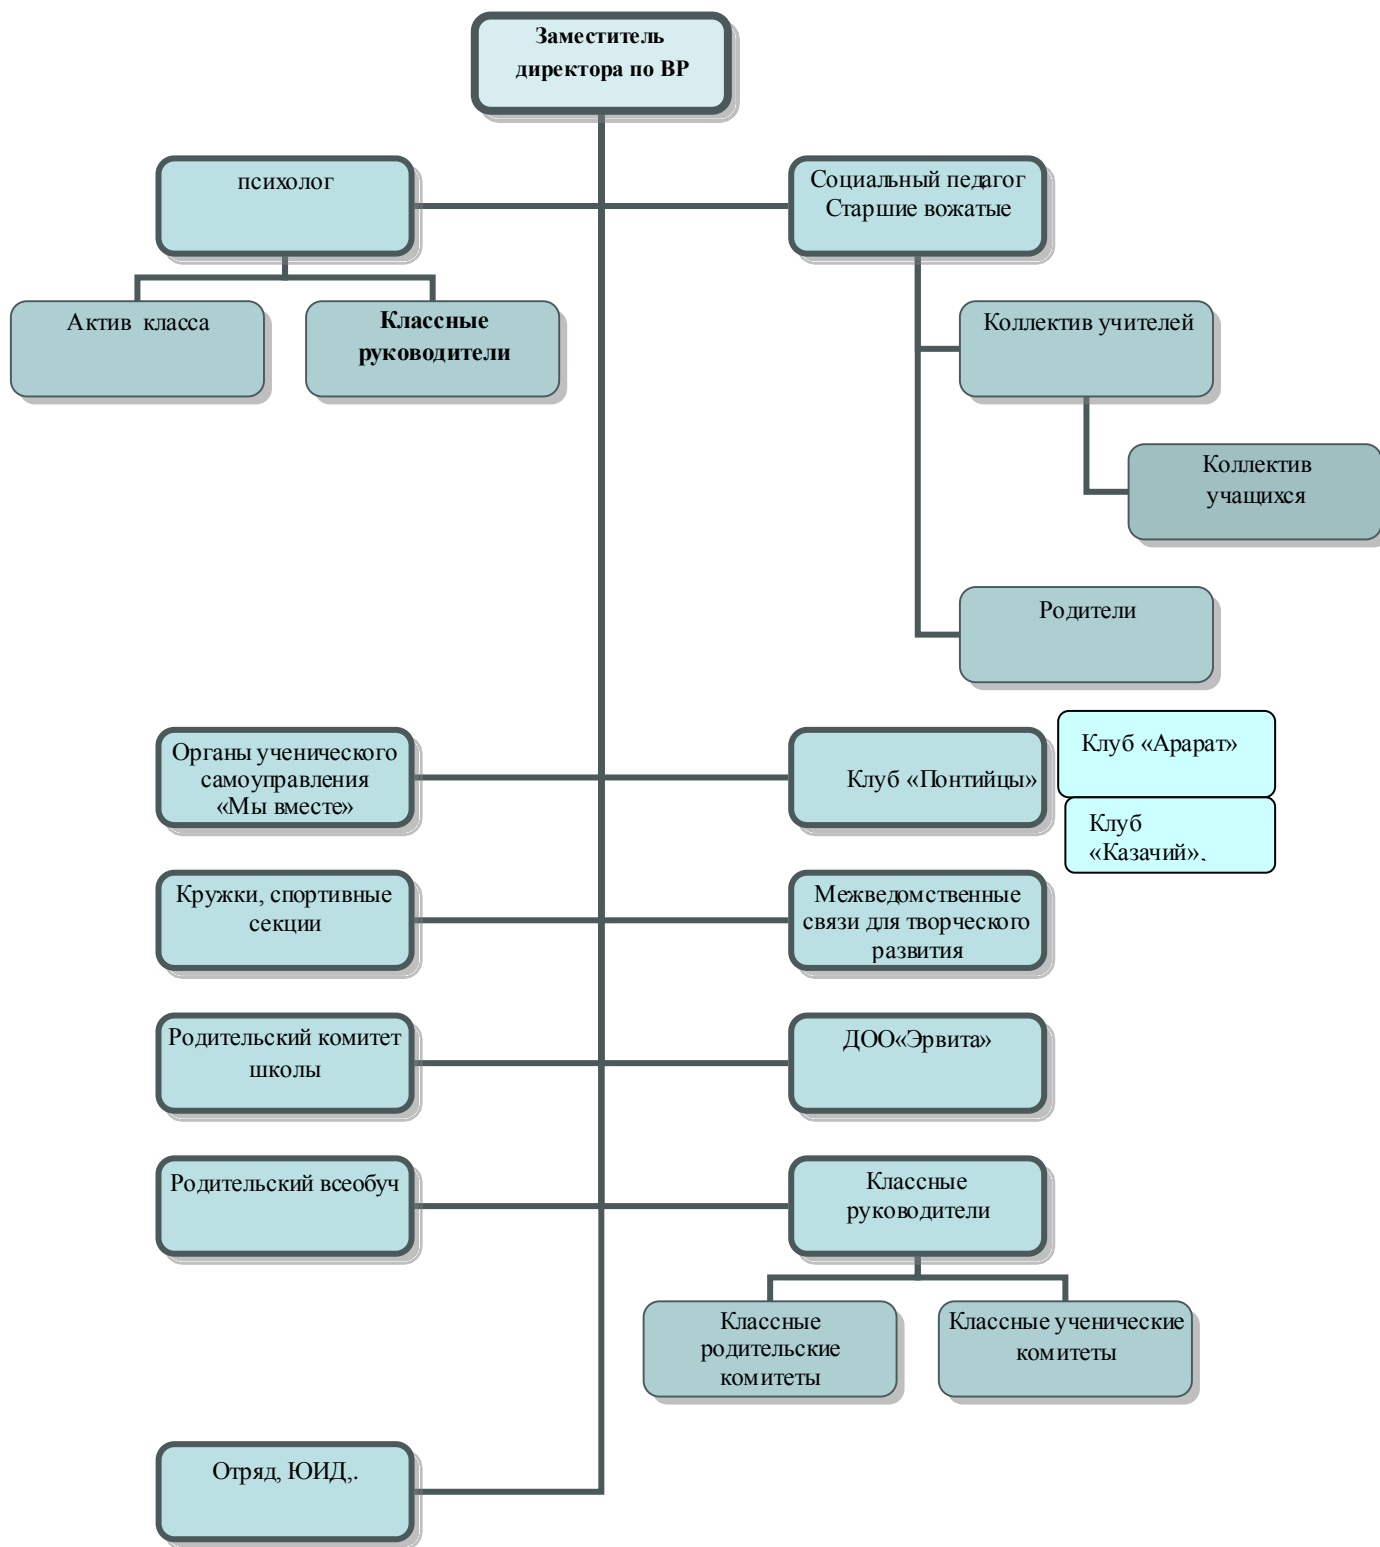 Заместитель
директора по ВР
психолог
Социальный педагог
Старшие вожатые
Актив класса
Классные
руководители
Коллектив учителей
Коллектив
учащихся
Родители
Органы ученического
самоуправления
«Мы вместе»
Клуб «Понтийцы»
Клуб «Арарат»
Клуб
«Казачий».
Кружки, спортивные
секции
Межведомственные
связи для творческого
развития
Родительский комитет
школы
ДОО«Эрвита»
Родительский всеобуч
Классные
руководители
Классные
родительские
комитеты
Классные ученические
комитеты
Отряд, ЮИД,.